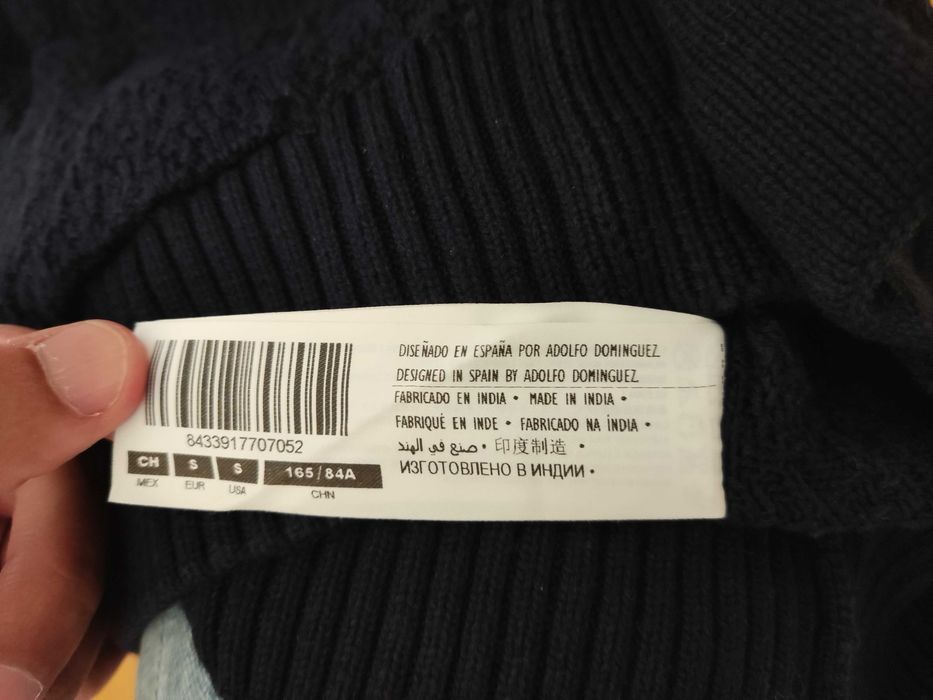 8433917707052
CH S S 165/84A
MEX EUR USA CHN
DISEÑADO EN ESPAÑA POR ADOLFO DOMINGUEZ
DESIGNED IN SPAIN BY ADOLFO DOMINGUEZ
FABRICADO EN INDIA • MADE IN INDIA •
FABRIQUÉ EN INDE • FABRICADO NA ÍNDIA •
صنع في الهند • 印度制造 •
ИЗГОТОВЛЕНО В ИНДИИ •